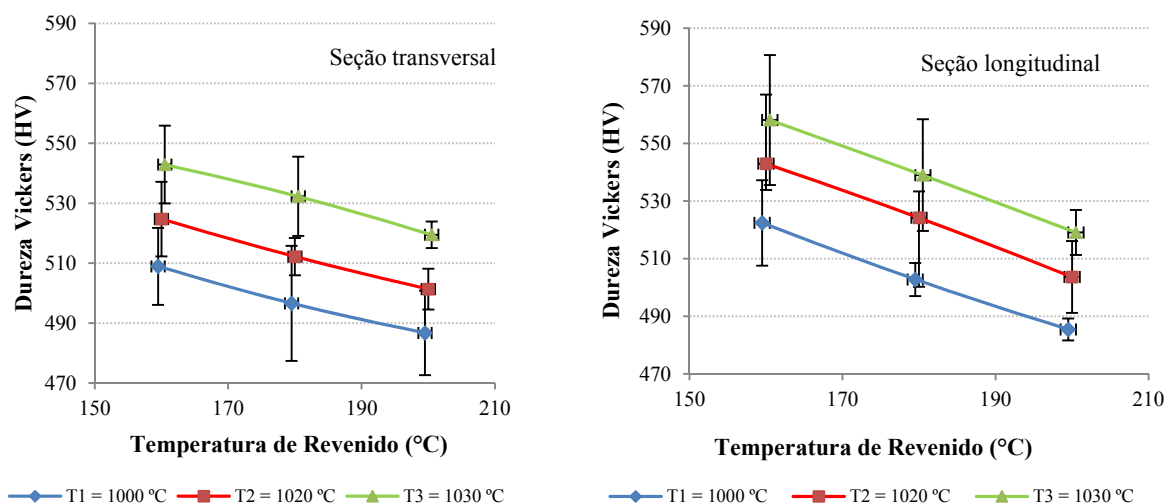 Seção transversal
Dureza Vickers (HV)
590
570
550
530
510
490
470
150
170
190
210
Temperatura de Revenido (°C)
T1 = 1000 ºC
T2 = 1020 ºC
T3 = 1030 ºC
Seção longitudinal
Dureza Vickers (HV)
590
570
550
530
510
490
470
150
170
190
210
Temperatura de Revenido (°C)
T1 = 1000 ºC
T2 = 1020 ºC
T3 = 1030 ºC